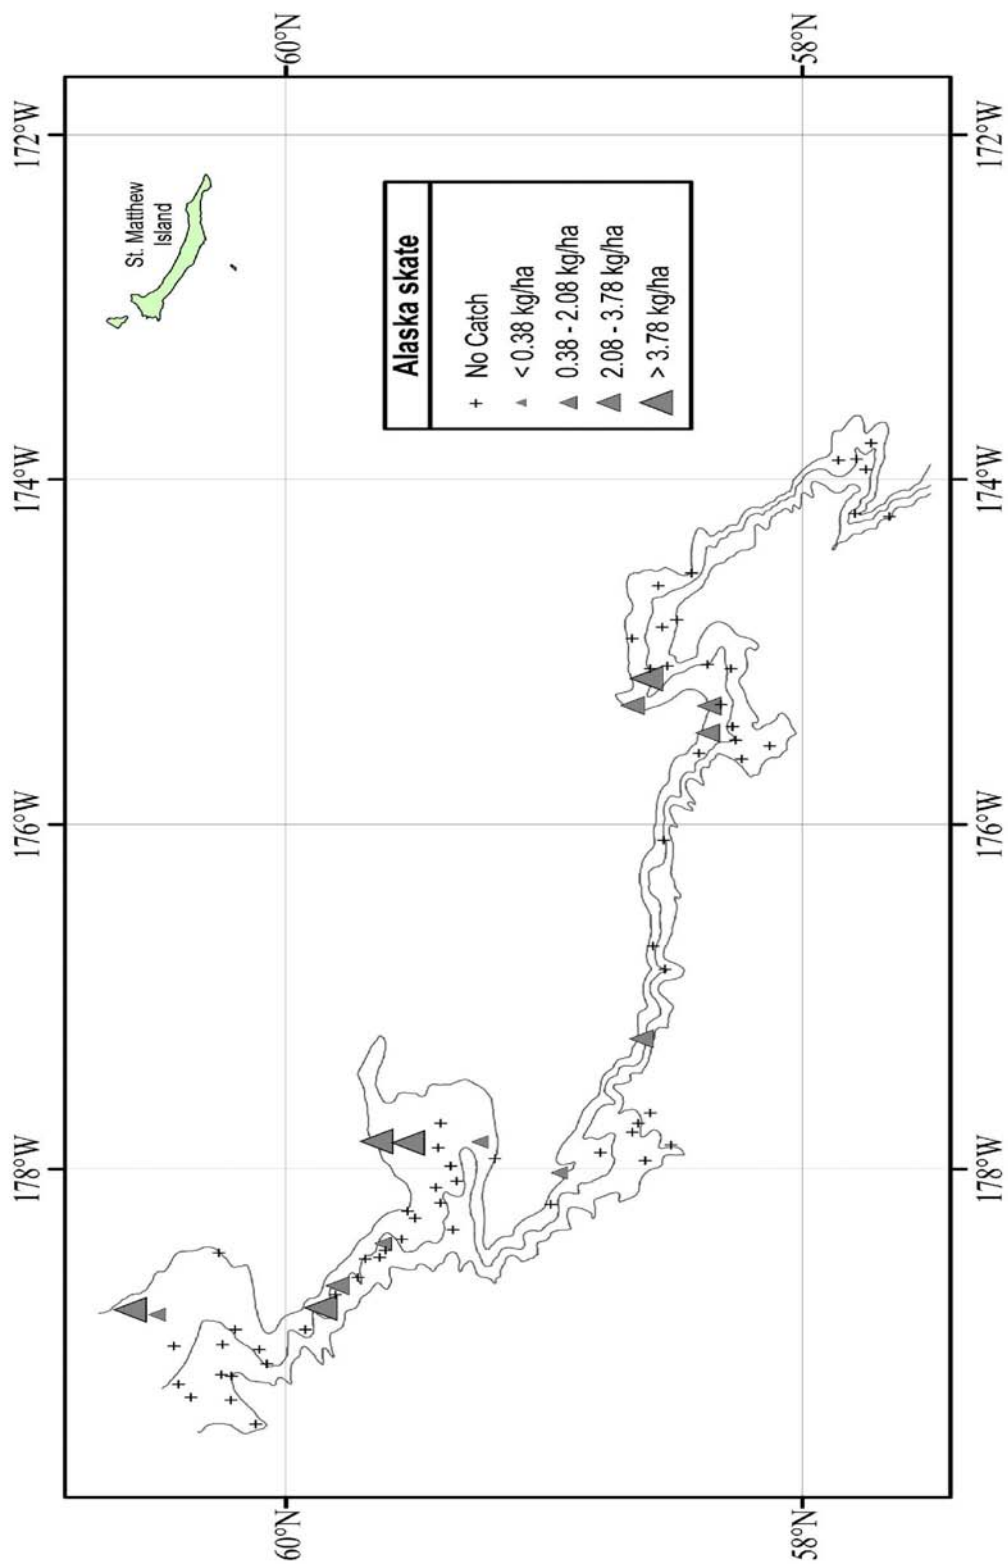 178°W 176°W 174°W 172°W
St. Matthew
Island
60°N 60°N
Alaska skate
No Catch
< 0.38 kg/ha
0.38 - 2.08 kg/ha
2.08 - 3.78 kg/ha
> 3.78 kg/ha
58°N 58°N
178°W 176°W 174°W 172°W